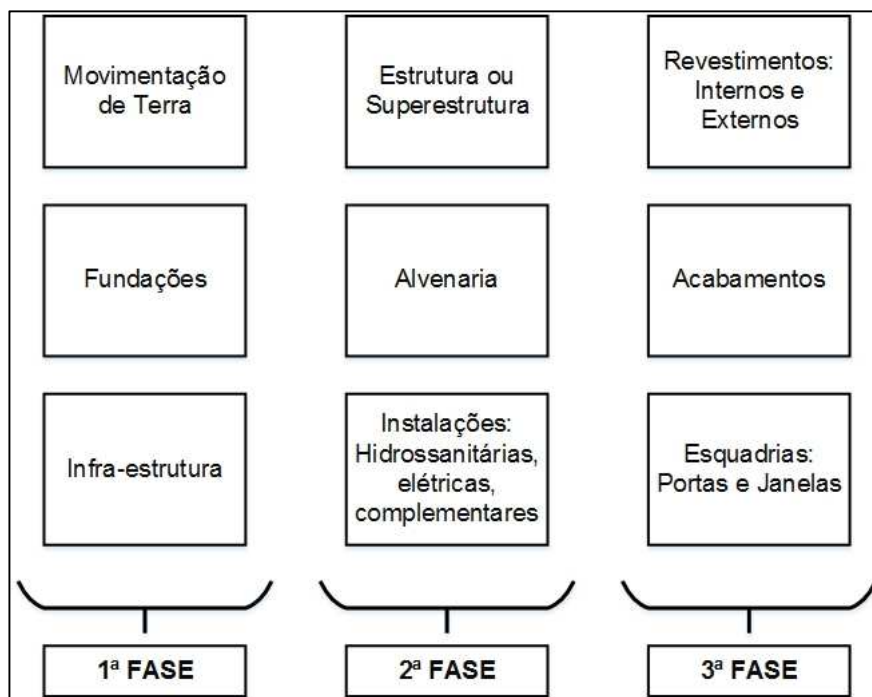 Movimentação
de Terra
Estrutura ou
Superestrutura
Revestimentos:
Internos e
Externos
Fundações
Alvenaria
Acabamentos
Infra-estrutura
Instalações:
Hidrossanitárias,
elétricas,
complementares
Esquadrias:
Portas e Janelas
1ª FASE
2ª FASE
3ª FASE